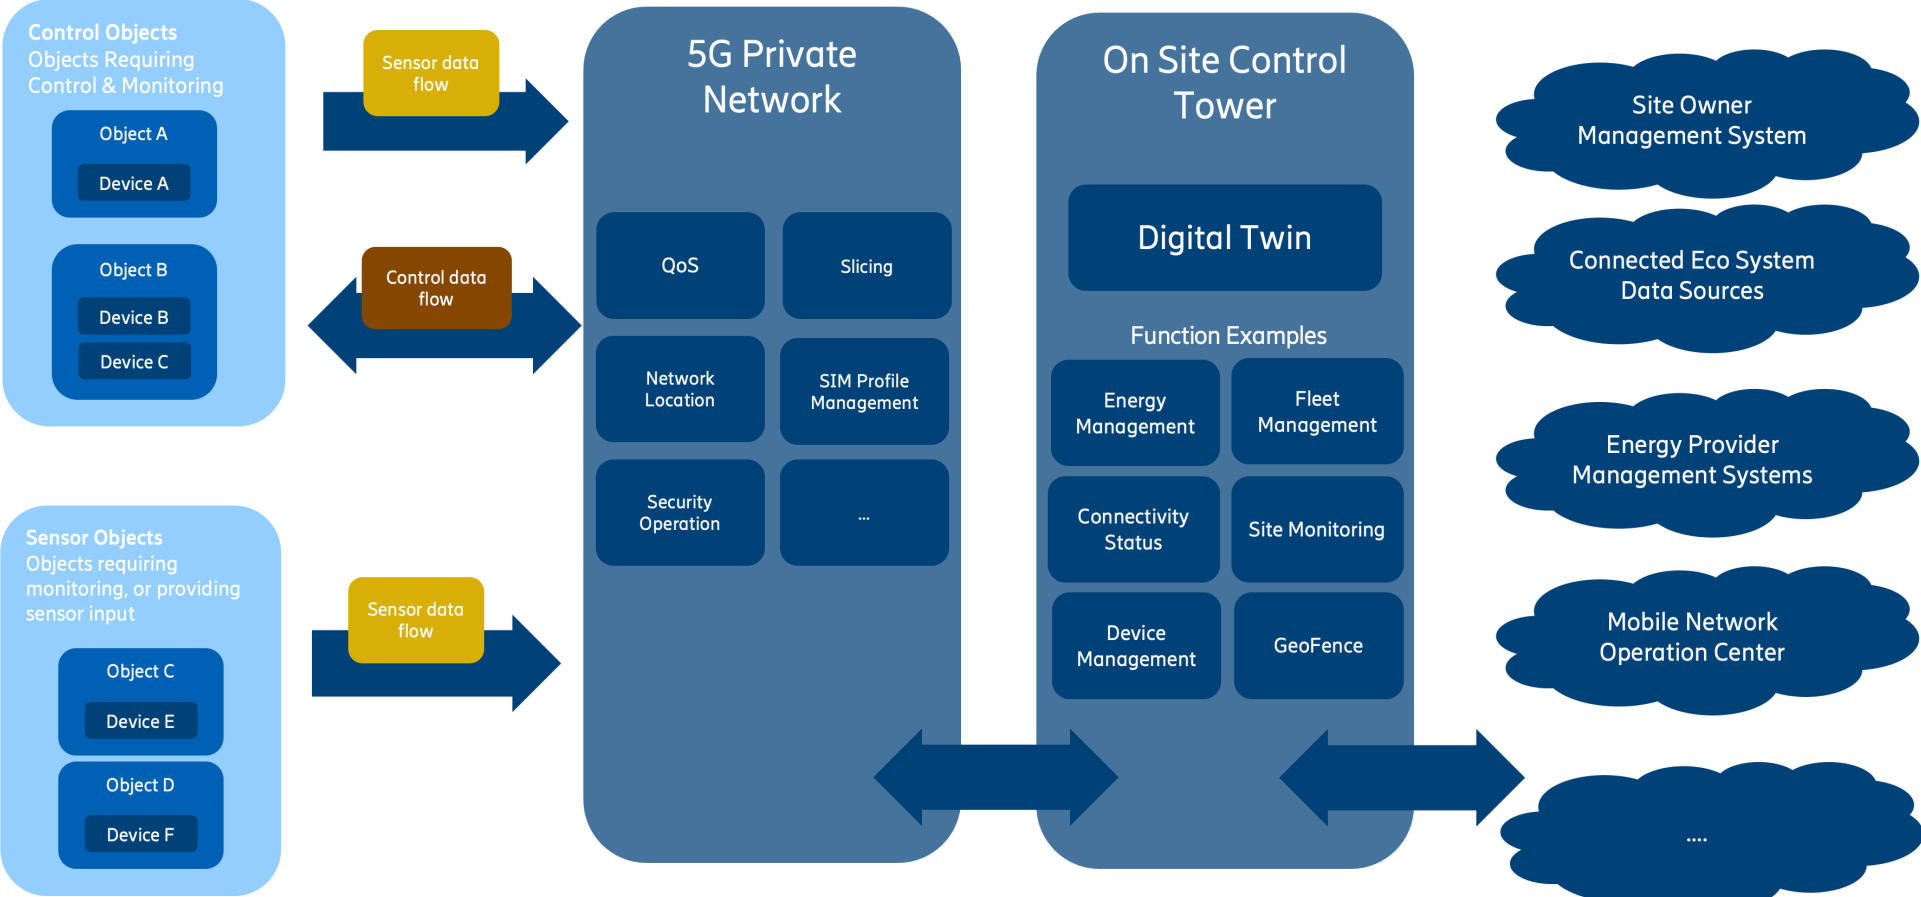 Control Objects
Objects Requiring
Control & Monitoring
Object A
Device A
Object B
Device B
Device C
Sensor Objects
Objects requiring
monitoring, or providing
sensor input
Object C
Device E
Object D
Device F
Sensor data
flow
Control data
flow
Sensor data
flow
5G Private
Network
QoS
Slicing
Network
Location
SIM Profile
Management
Security
Operation
...
On Site Control
Tower
Digital Twin
Function Examples
Energy
Management
Fleet
Management
Connectivity
Status
Site Monitoring
Device
Management
GeoFence
Site Owner
Management System
Connected Eco System
Data Sources
Energy Provider
Management Systems
Mobile Network
Operation Center
....